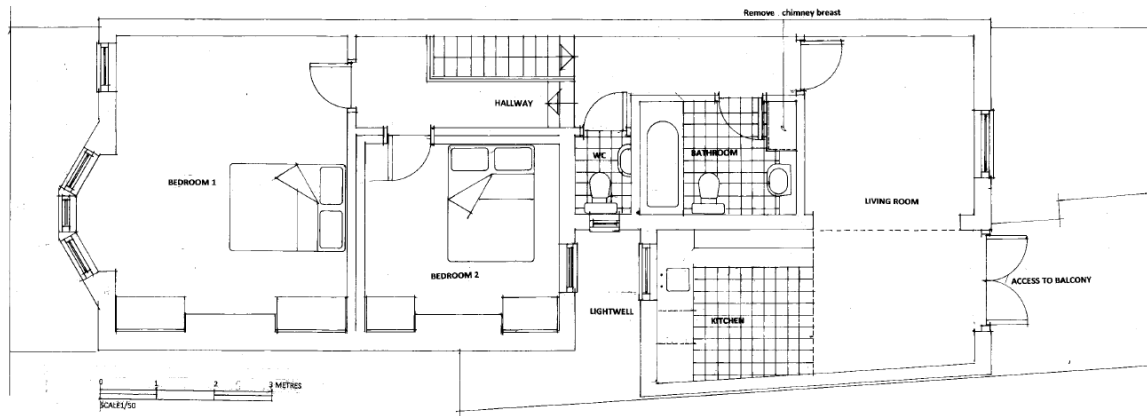 Remove chimney breast
HALLWAY
WC
BATHROOM
BEDROOM 1
LIVING ROOM
BEDROOM 2
ACCESS TO BALCONY
LIGHTWELL
KITCHEN
0 1 2 3 METRES
SCALE1/50